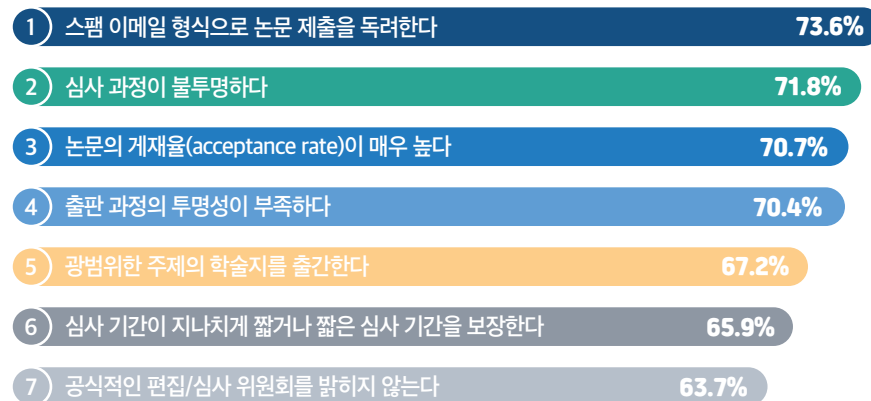 1 스팸 이메일 형식으로 논문 제출을 독려한다 73.6%
2 심사 과정이 불투명하다 71.8%
3 논문의 게재율(acceptance rate)이 매우 높다 70.7%
4 출판 과정의 투명성이 부족하다 70.4%
5 광범위한 주제의 학술지를 출간한다 67.2%
6 심사 기간이 지나치게 짧거나 짧은 심사 기간을 보장한다 65.9%
7 공식적인 편집/심사 위원회를 밝히지 않는다 63.7%